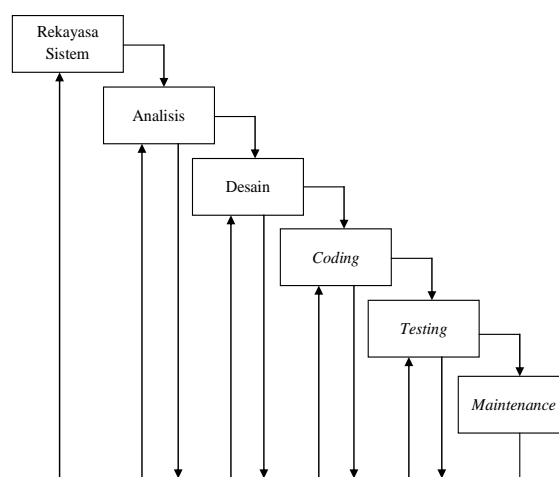 Rekayasa
Sistem
Analisis
Desain
Coding
Testing
Maintenance